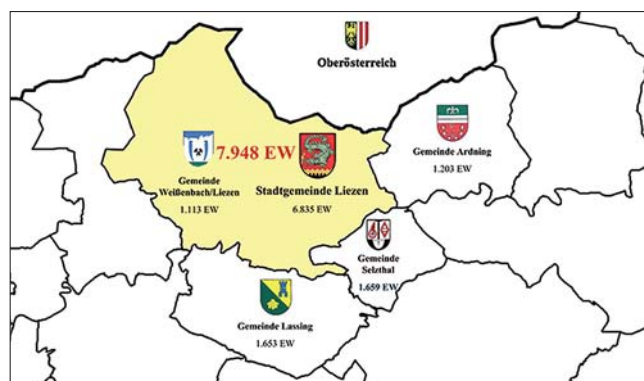 Oberösterreich
Gemeinde Ardning
1.203 EW
7.948 EW
Gemeinde
Weißenbach/Liezen
1.113 EW
Stadtgemeinde Liezen
6.835 EW
Gemeinde
Selzthal
1.659 EW
Gemeinde Lassing
1.653 EW